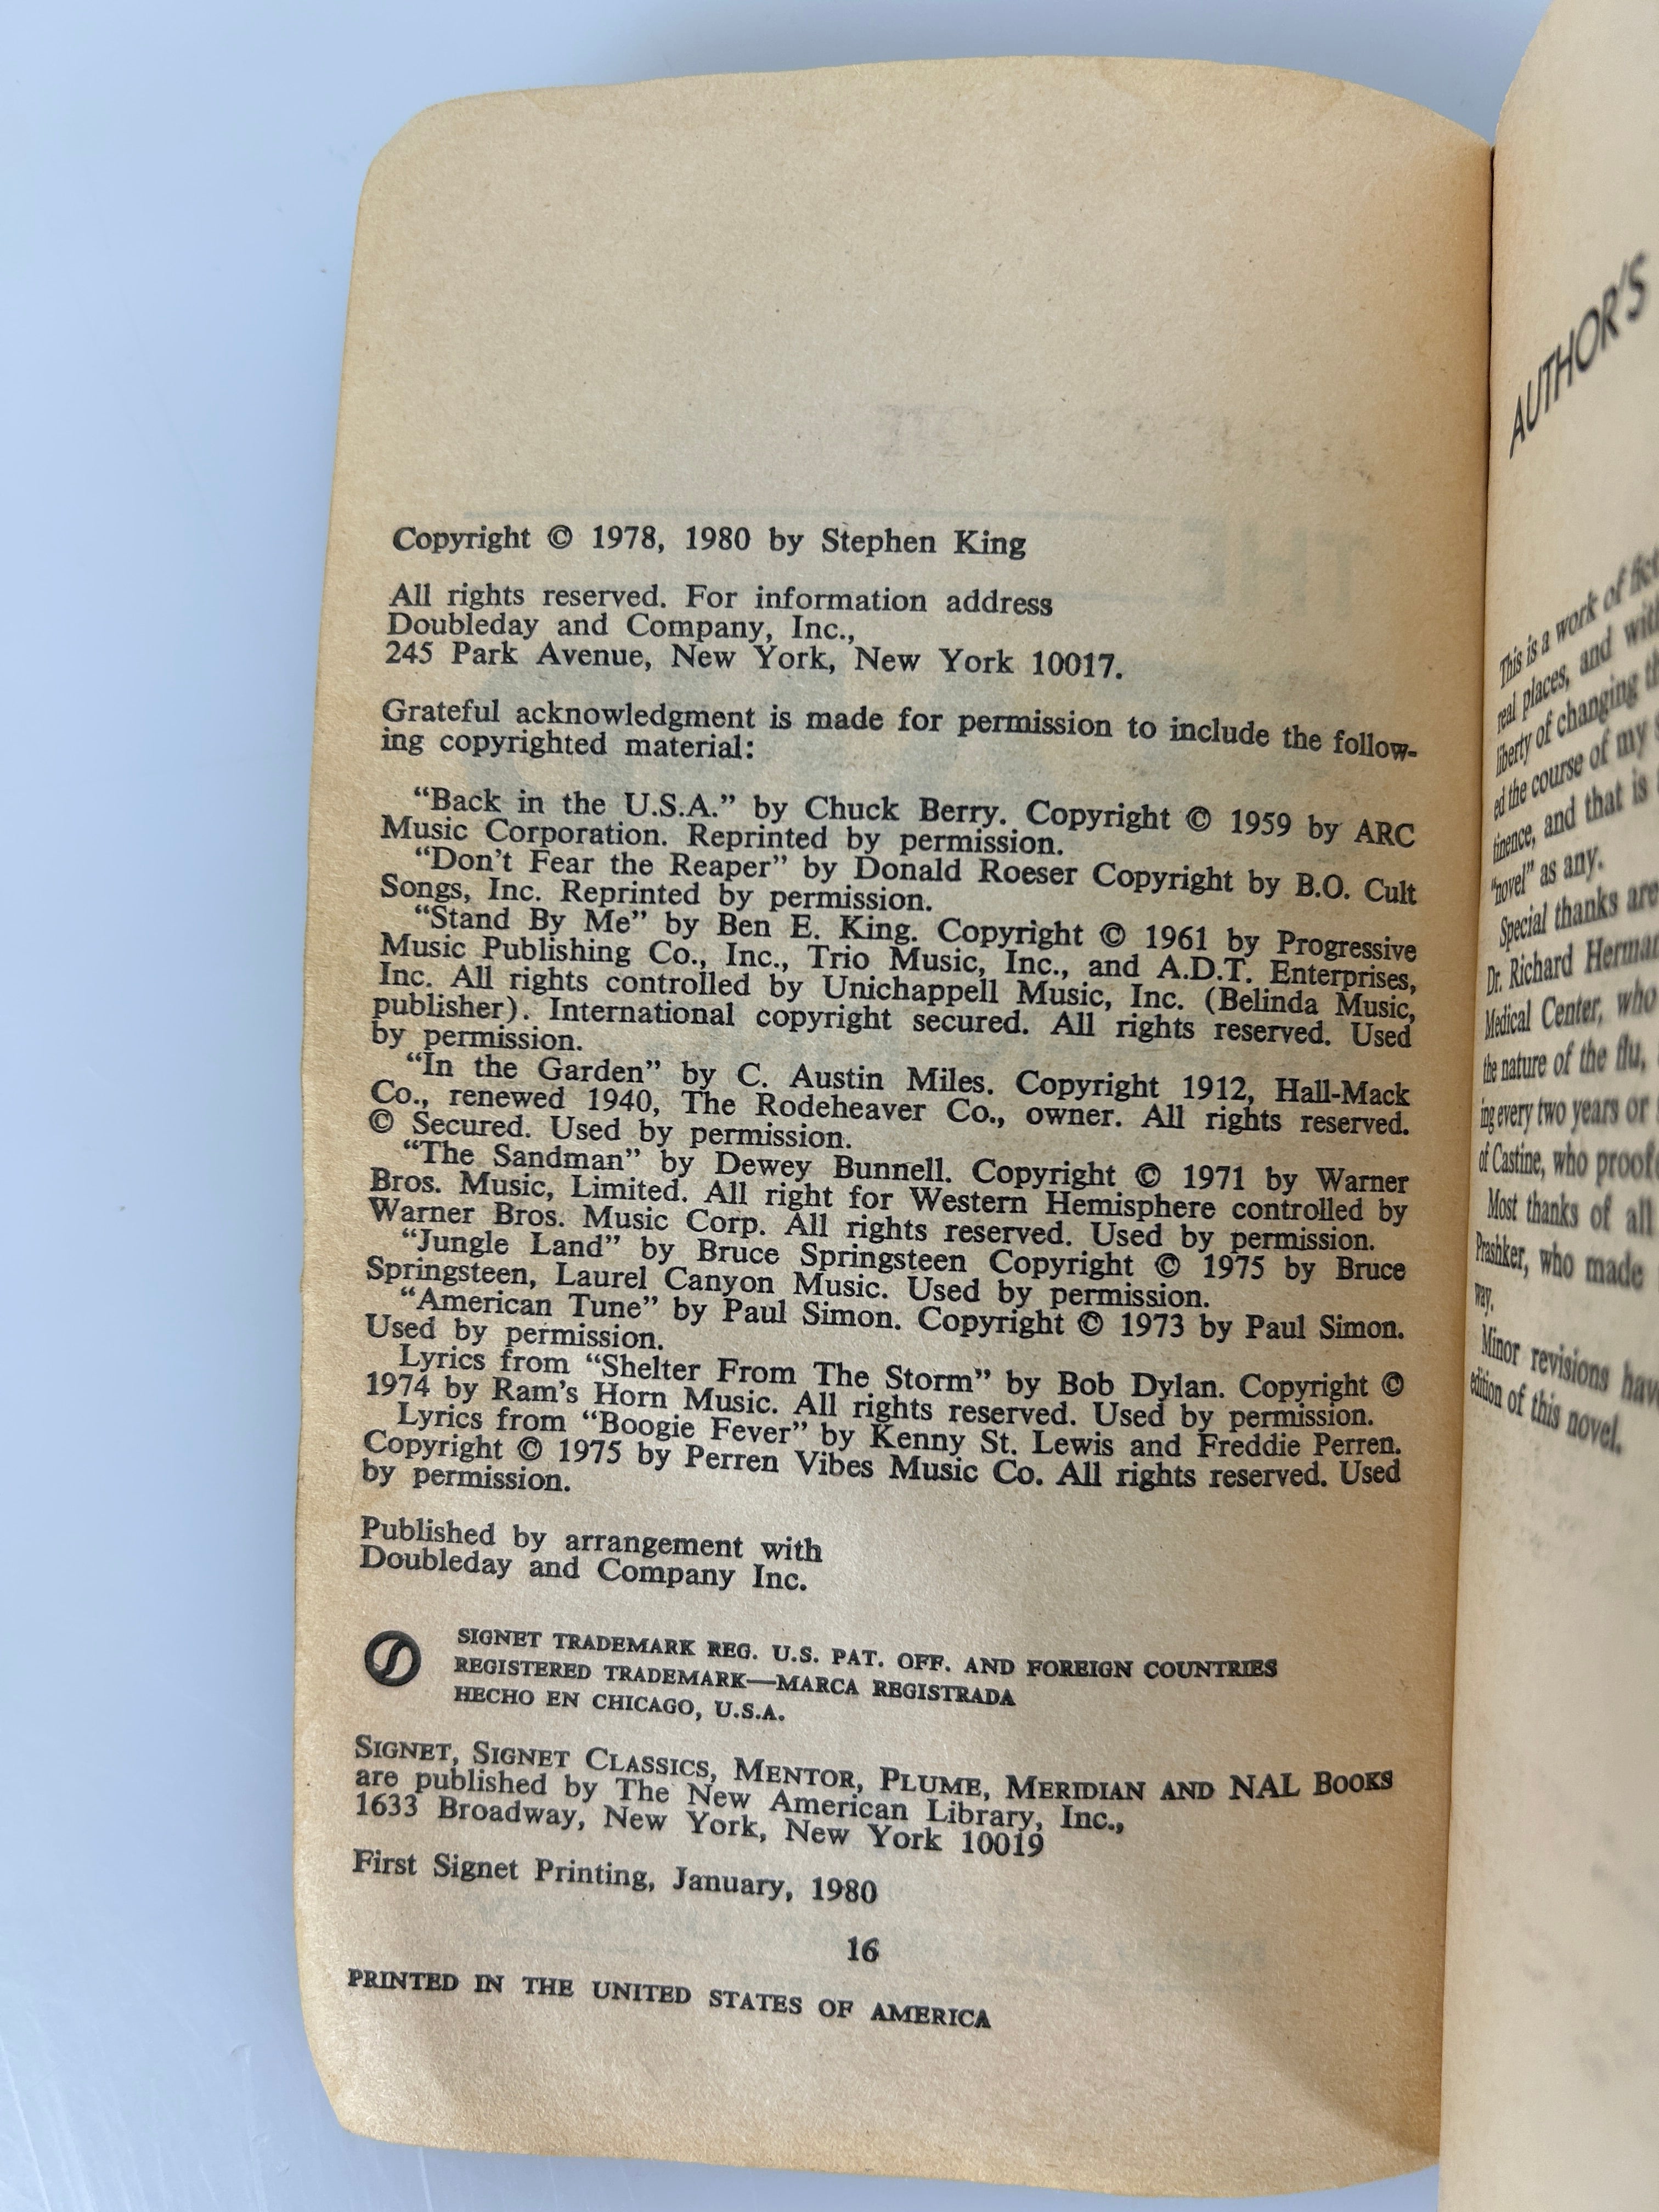 Copyright © 1978, 1980 by Stephen King
All rights reserved. For information address
Doubleday and Company, Inc.,
245 Park Avenue, New York, New York 10017.
Grateful acknowledgment is made for permission to include the follow-
ing copyrighted material:
“Back in the U.S.A.” by Chuck Berry. Copyright © 1959 by ARC
Music Corporation. Reprinted by permission.
“Don’t Fear the Reaper” by Donald Roeser Copyright by B.O. Cult
Songs, Inc. Reprinted by permission.
“Stand By Me” by Ben E. King. Copyright © 1961 by Progressive
Music Publishing Co., Inc., Trio Music, Inc., and A.D.T. Enterprises,
Inc. All rights controlled by Unichappell Music, Inc. (Belinda Music,
publisher). International copyright secured. All rights reserved. Used
by permission.
“In the Garden” by C. Austin Miles. Copyright 1912, Hall-Mack
Co., renewed 1940, The Rodeheaver Co., owner. All rights reserved.
© Secured. Used by permission.
“The Sandman” by Dewey Bunnell. Copyright © 1971 by Warner
Bros. Music, Limited. All right for Western Hemisphere controlled by
Warner Bros. Music Corp. All rights reserved. Used by permission.
“Jungle Land” by Bruce Springsteen Copyright © 1975 by Bruce
Springsteen, Laurel Canyon Music. Used by permission.
“American Tune” by Paul Simon. Copyright © 1973 by Paul Simon.
Used by permission.
Lyrics from “Shelter From The Storm” by Bob Dylan. Copyright ©
1974 by Ram’s Horn Music. All rights reserved. Used by permission.
Lyrics from “Boogie Fever” by Kenny St. Lewis and Freddie Perren.
Copyright © 1975 by Perren Vibes Music Co. All rights reserved. Used
by permission.
Published by arrangement with
Doubleday and Company Inc.
SIGNET TRADEMARK REG. U.S. PAT. OFF. AND FOREIGN COUNTRIES
REGISTERED TRADEMARK—MARCA REGISTRADA
HECHO EN CHICAGO, U.S.A.
SIGNET, SIGNET CLASSICS, MENTOR, PLUME, MERIDIAN AND NAL BOOKS
are published by The New American Library, Inc.,
1633 Broadway, New York, New York 10019
First Signet Printing, January, 1980
16
PRINTED IN THE UNITED STATES OF AMERICA
AUTHOR'S
This is a work of
real places, and
liberty of changing
ed the course of my
tinence, and that is
“novel” as any.
Special thanks are
Dr. Richard
Medical Center, who
the nature of the flu,
ing every two years or
of Castine, who
Most thanks of all
Prashker, who made
way.
Minor revisions
edition of this novel.